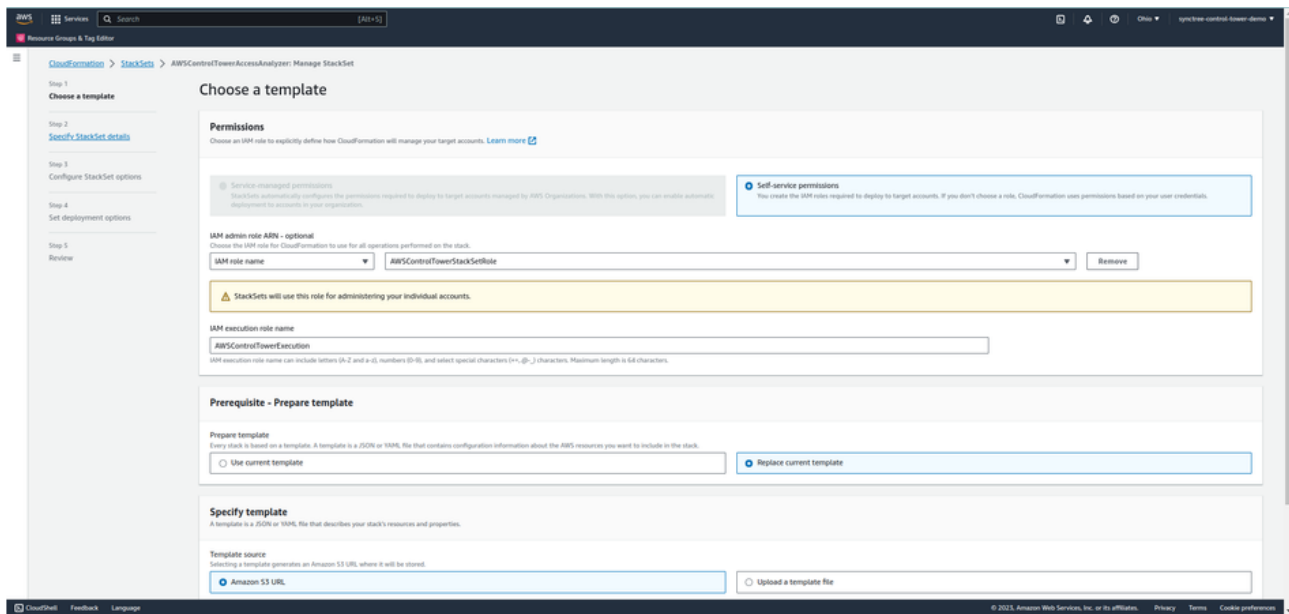 aws
Services
Search
[Alt+S]
Ohio
synctree-control-tower-demo
Resource Groups & Tag Editor
CloudFormation > StackSets > AWSControlTowerAccessAnalyzer: Manage StackSet
Step 1
Choose a template
Step 2
Specify StackSet details
Step 3
Configure StackSet options
Step 4
Set deployment options
Step 5
Review
Choose a template
Permissions
Choose an IAM role to explicitly define how CloudFormation will manage your target accounts. Learn more
Service-managed permissions
StackSets automatically configures the permissions required to deploy to target accounts managed by AWS Organizations. With this option, you can enable automatic
deployment to accounts in your organization.
Self-service permissions
You create the IAM roles required to deploy to target accounts. If you don't choose a role, CloudFormation uses permissions based on your user credentials.
IAM admin role ARN - optional
Choose the IAM role for CloudFormation to use for all operations performed on the stack.
IAM role name
AWSControlTowerStackSetRole
Remove
StackSets will use this role for administering your individual accounts.
IAM execution role name
AWSControlTowerExecution
IAM execution role name can include letters (A-Z and a-z), numbers (0-9), and select special characters (+=,.@-_) characters. Maximum length is 64 characters.
Prerequisite - Prepare template
Prepare template
Every stack is based on a template. A template is a JSON or YAML file that contains configuration information about the AWS resources you want to include in the stack.
Use current template
Replace current template
Specify template
A template is a JSON or YAML file that describes your stack's resources and properties.
Template source
Selecting a template generates an Amazon S3 URL where it will be stored.
Amazon S3 URL
Upload a template file
CloudShell Feedback Language
© 2023, Amazon Web Services, Inc. or its affiliates. Privacy Terms Cookie preferences